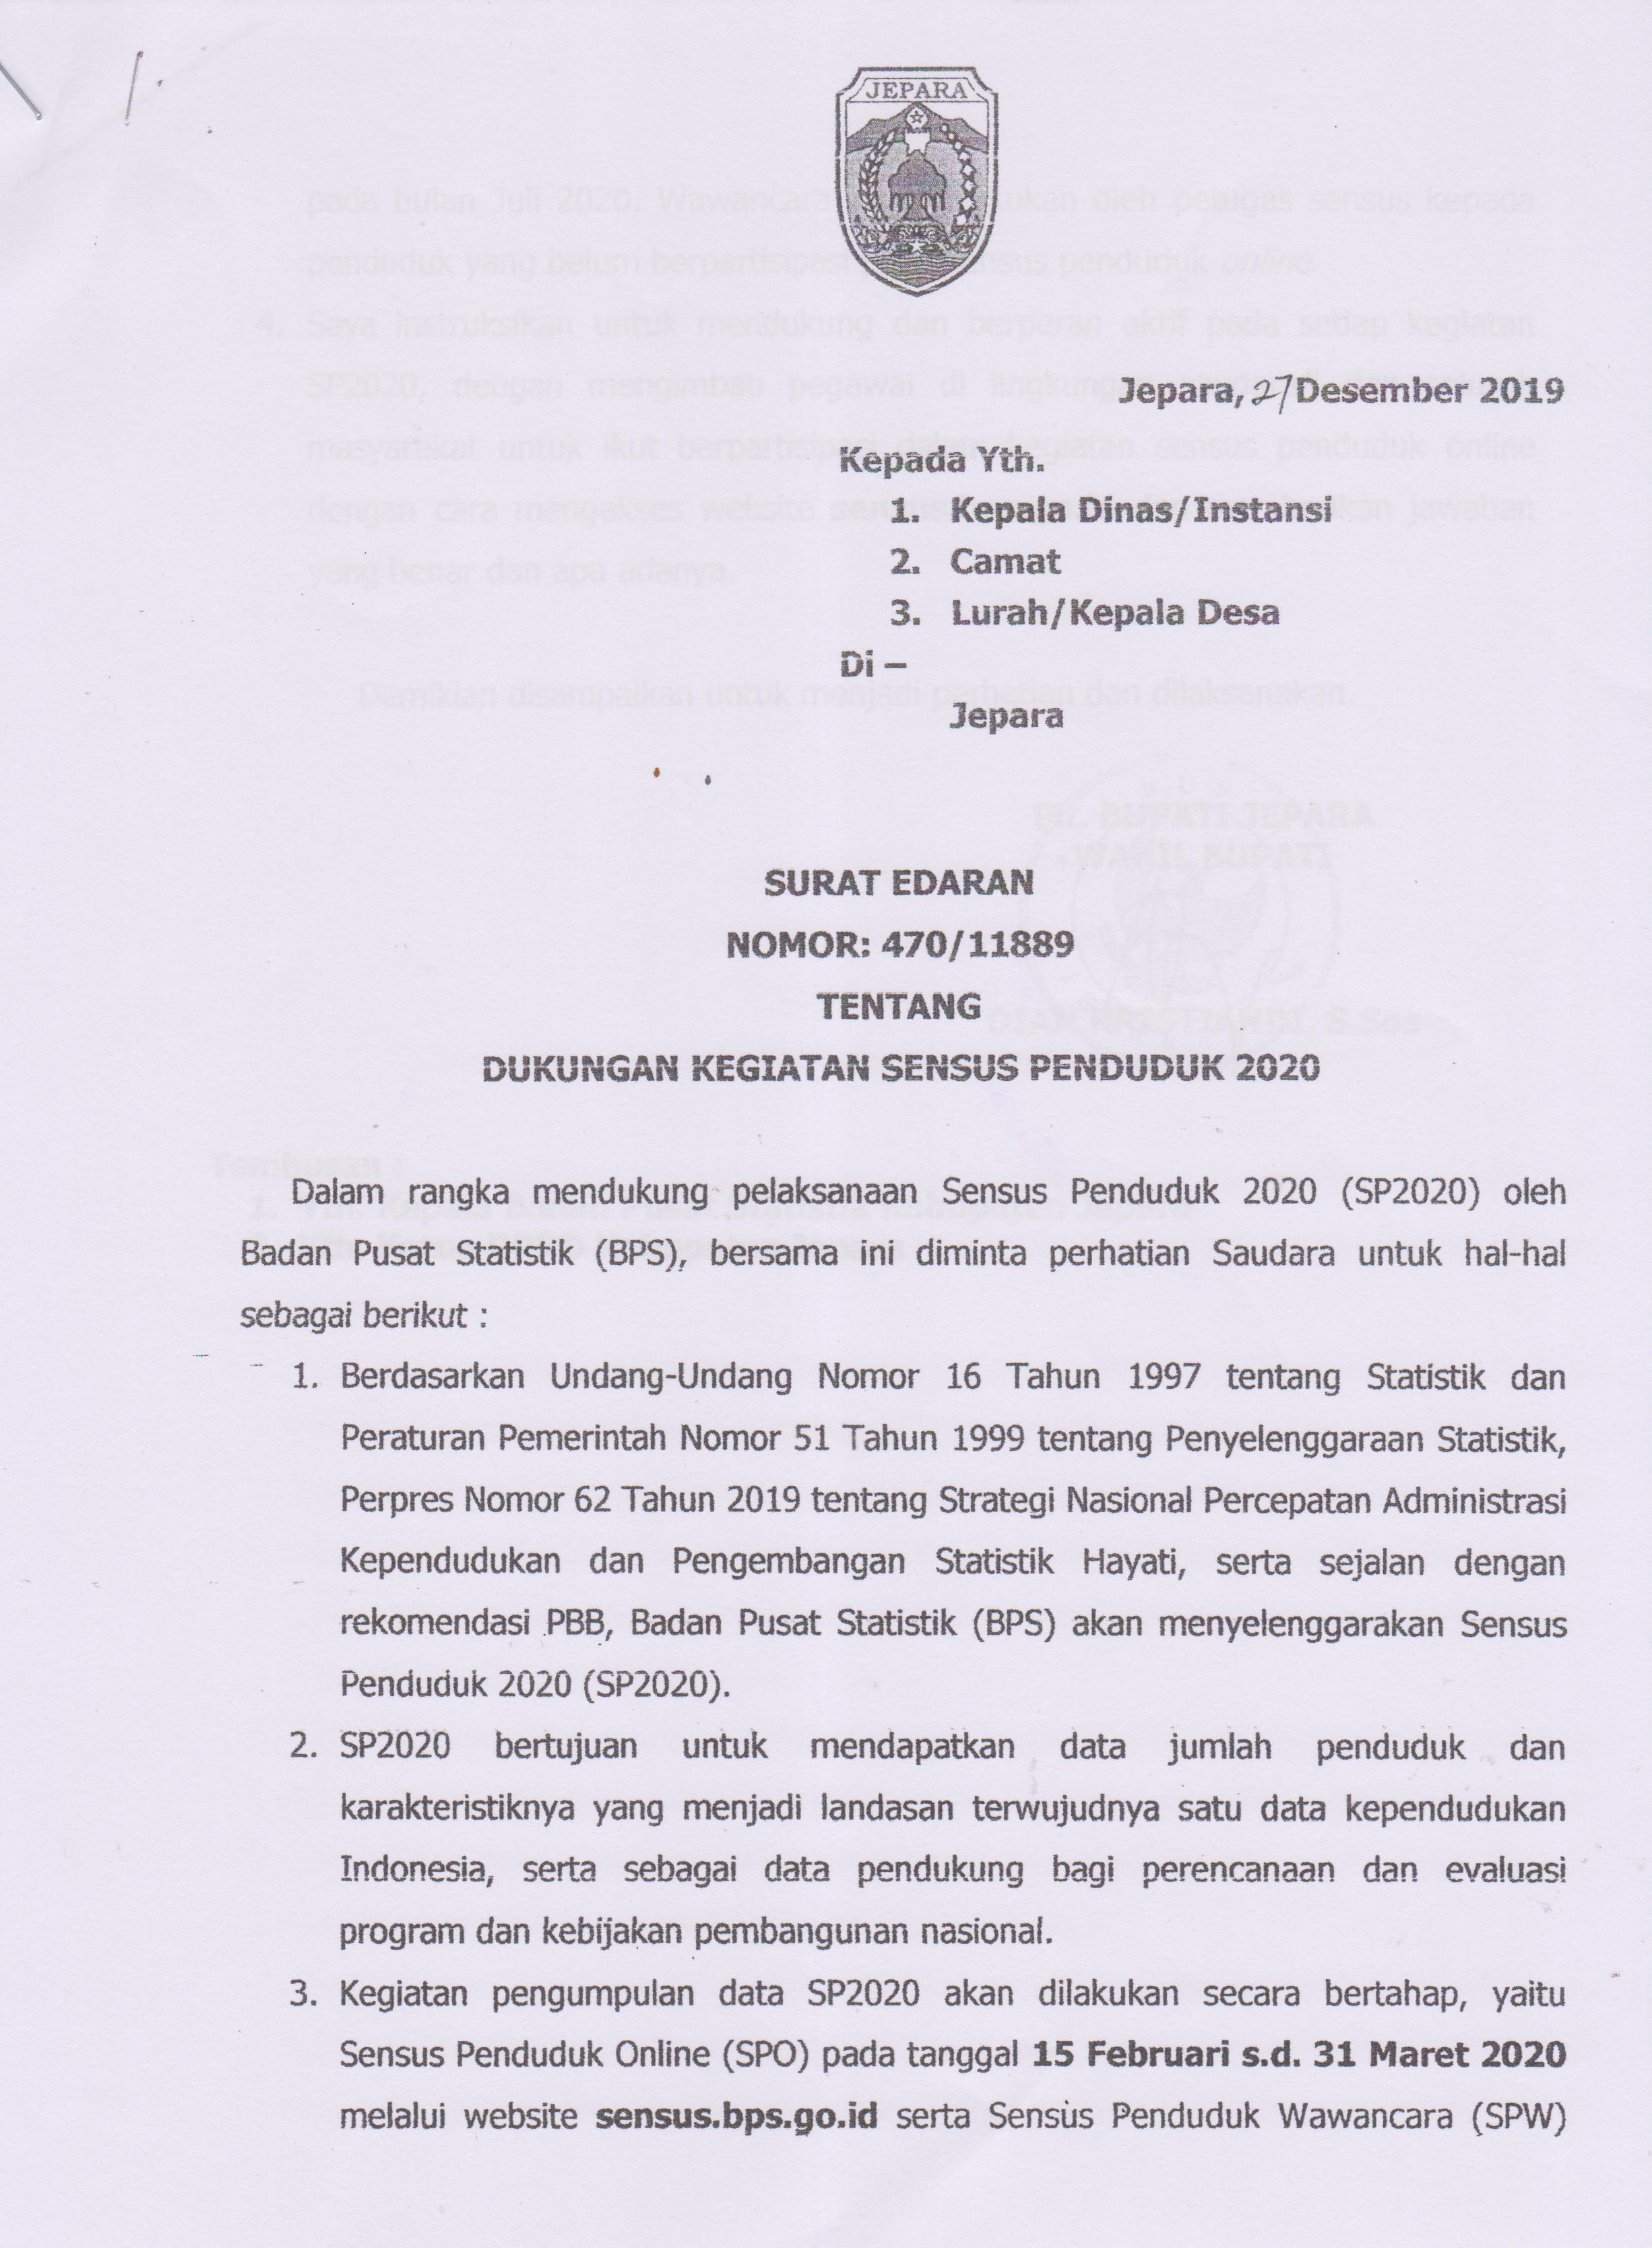 JEPARA
Jepara, 27 Desember 2019
Kepada Yth.
1. Kepala Dinas/Instansi
2. Camat
3. Lurah/Kepala Desa
Di –
Jepara
SURAT EDARAN
NOMOR: 470/11889
TENTANG
DUKUNGAN KEGIATAN SENSUS PENDUDUK 2020
Dalam rangka mendukung pelaksanaan Sensus Penduduk 2020 (SP2020) oleh
Badan Pusat Statistik (BPS), bersama ini diminta perhatian Saudara untuk hal-hal
sebagai berikut :
1. Berdasarkan Undang-Undang Nomor 16 Tahun 1997 tentang Statistik dan
Peraturan Pemerintah Nomor 51 Tahun 1999 tentang Penyelenggaraan Statistik,
Perpres Nomor 62 Tahun 2019 tentang Strategi Nasional Percepatan Administrasi
Kependudukan dan Pengembangan Statistik Hayati, serta sejalan dengan
rekomendasi PBB, Badan Pusat Statistik (BPS) akan menyelenggarakan Sensus
Penduduk 2020 (SP2020).
2. SP2020 bertujuan untuk mendapatkan data jumlah penduduk dan
karakteristiknya yang menjadi landasan terwujudnya satu data kependudukan
Indonesia, serta sebagai data pendukung bagi perencanaan dan evaluasi
program dan kebijakan pembangunan nasional.
3. Kegiatan pengumpulan data SP2020 akan dilakukan secara bertahap, yaitu
Sensus Penduduk Online (SPO) pada tanggal 15 Februari s.d. 31 Maret 2020
melalui website sensus.bps.go.id serta Sensus Penduduk Wawancara (SPW)